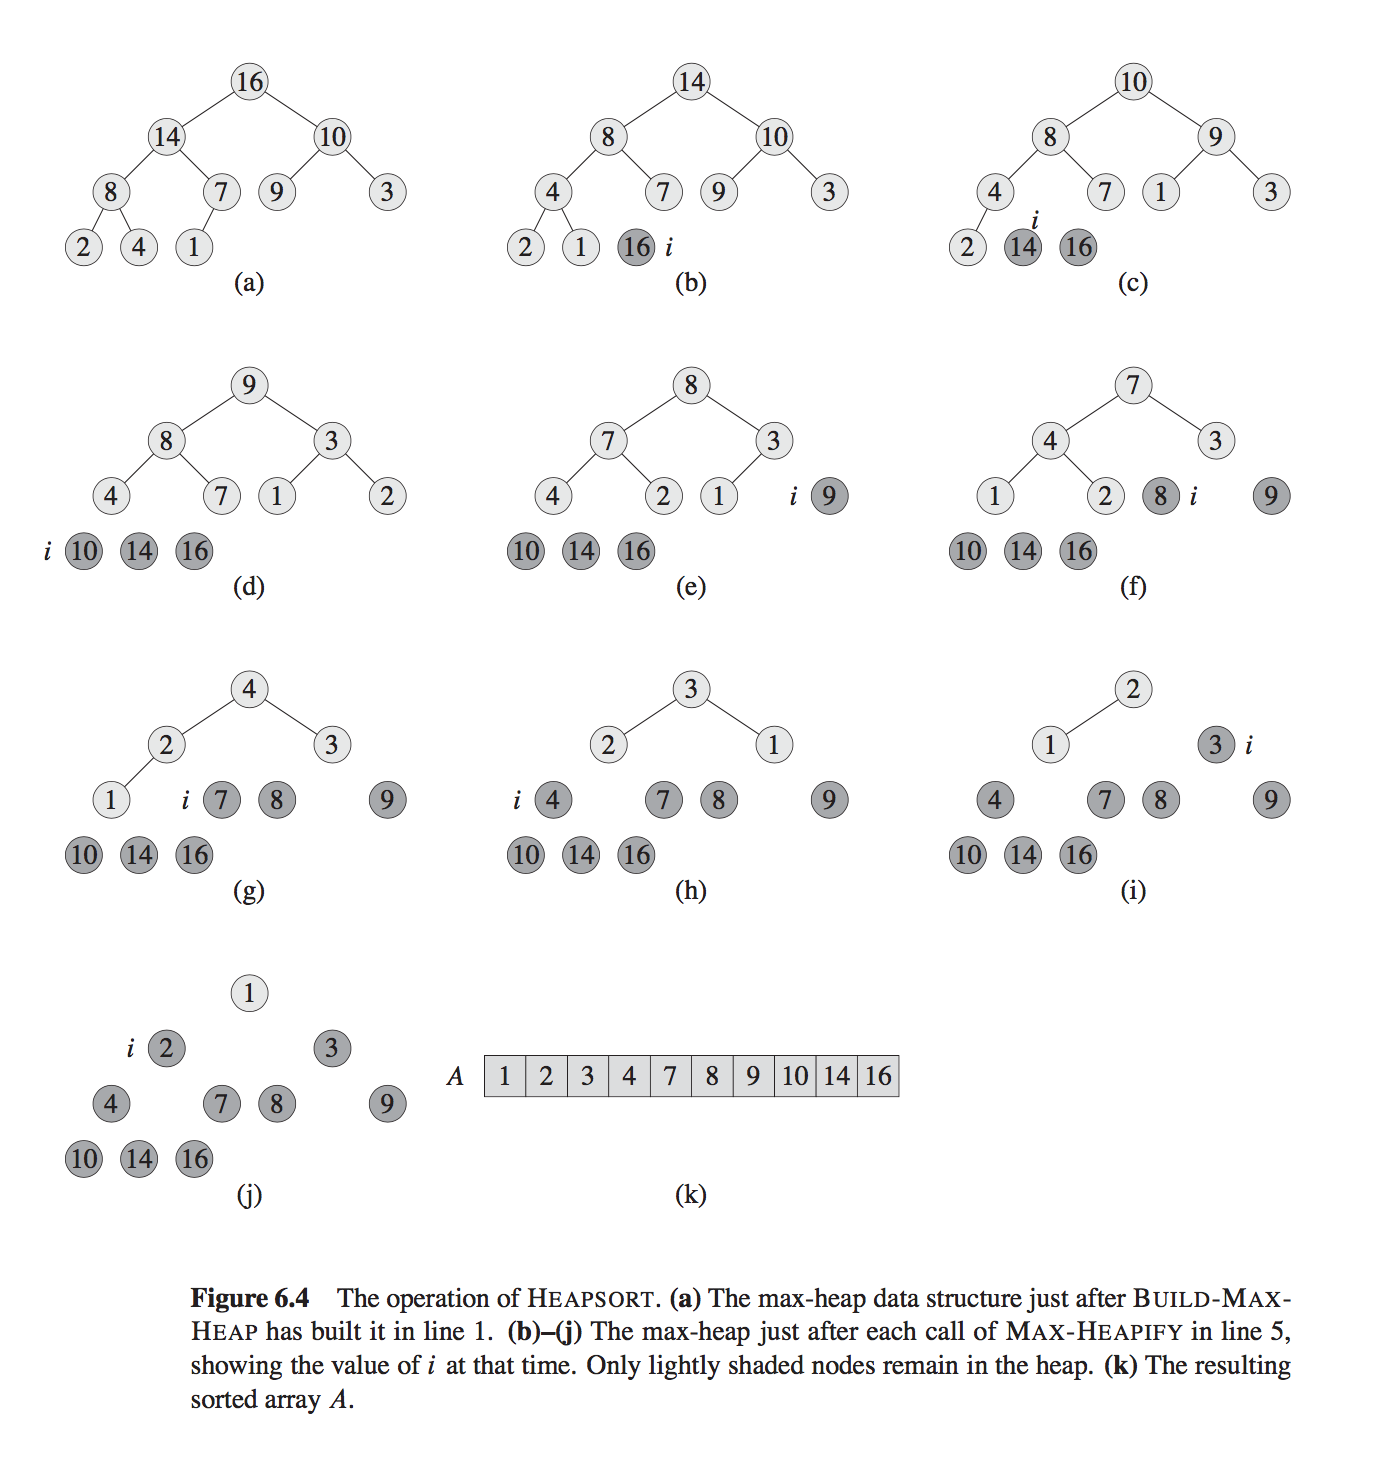 16 14 10
14 10 8 10 8 9
8 7 9 3 4 7 9 3 4 7 1 3
i
2 4 1 2 1 16 i 2 14 16
(a) (b) (c)
9 8 7
8 3 7 3 4 3
4 7 1 2 4 2 1 i 9 1 2 8 i 9
i 10 14 16 10 14 16 10 14 16
(d) (e) (f)
4 3 2
2 3 2 1 1 3 i
1 i 7 8 9 i 4 7 8 9 4 7 8 9
10 14 16 10 14 16 10 14 16
(g) (h) (i)
1
i 2 3
A 1 2 3 4 7 8 9 10 14 16
4 7 8 9
10 14 16
(j) (k)
Figure 6.4 The operation of HEAPSORT. (a) The max-heap data structure just after BUILD-MAX-
HEAP has built it in line 1. (b)–(j) The max-heap just after each call of MAX-HEAPIFY in line 5,
showing the value of i at that time. Only lightly shaded nodes remain in the heap. (k) The resulting
sorted array A.